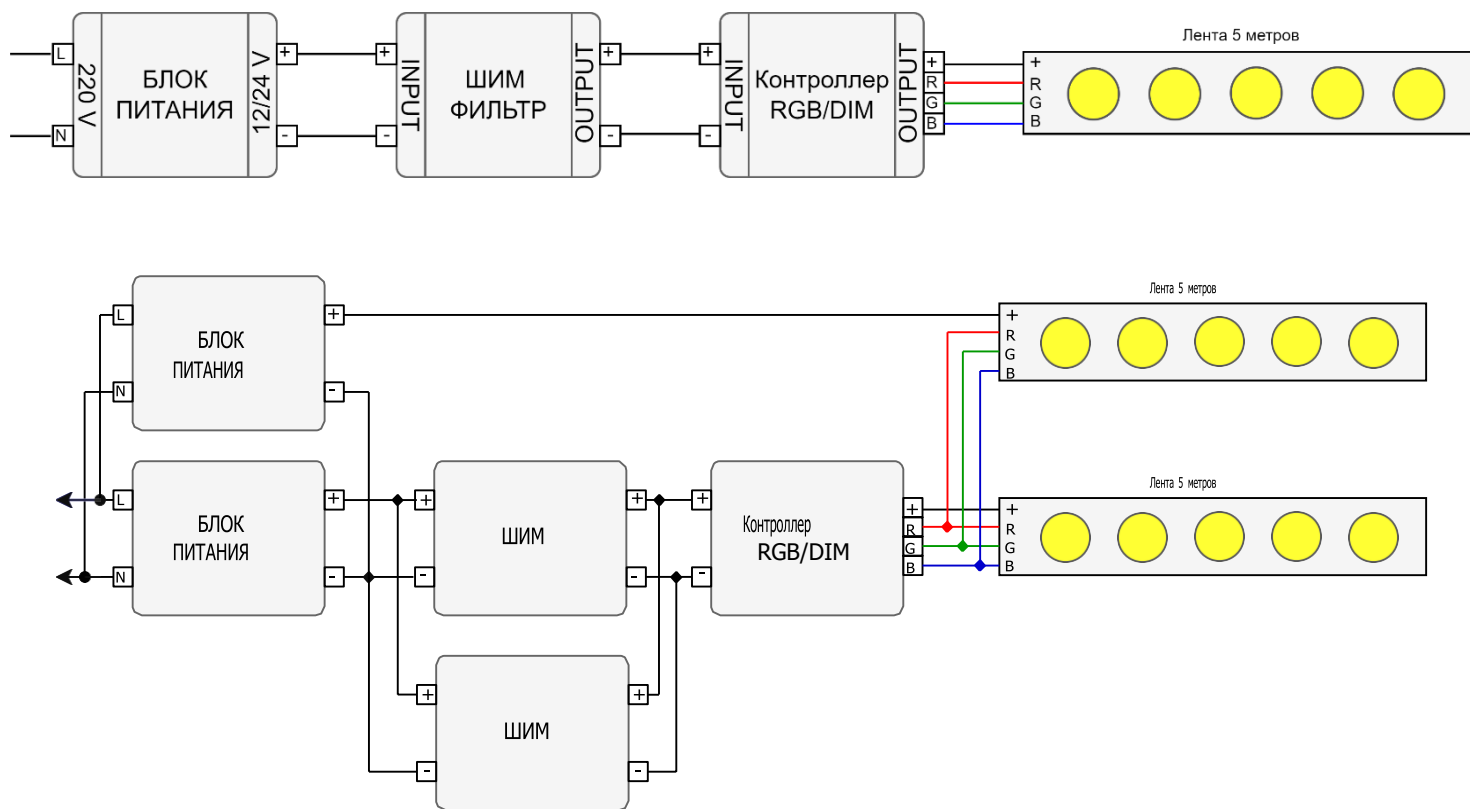 Лента 5 метров
L
N
220 V
БЛОК
ПИТАНИЯ
12/24 V
+
-
+
-
INPUT
ШИМ
ФИЛЬТР
OUTPUT
+
-
+
-
INPUT
Контроллер
RGB/DIM
OUTPUT
+
R
G
B
+
R
G
B
Лента 5 метров
L
N
БЛОК
ПИТАНИЯ
+
-
+
R
G
B
Лента 5 метров
L
N
БЛОК
ПИТАНИЯ
+
-
+
-
ШИМ
+
-
+
-
Контроллер
RGB/DIM
+
R
G
B
+
R
G
B
+
-
ШИМ
+
-